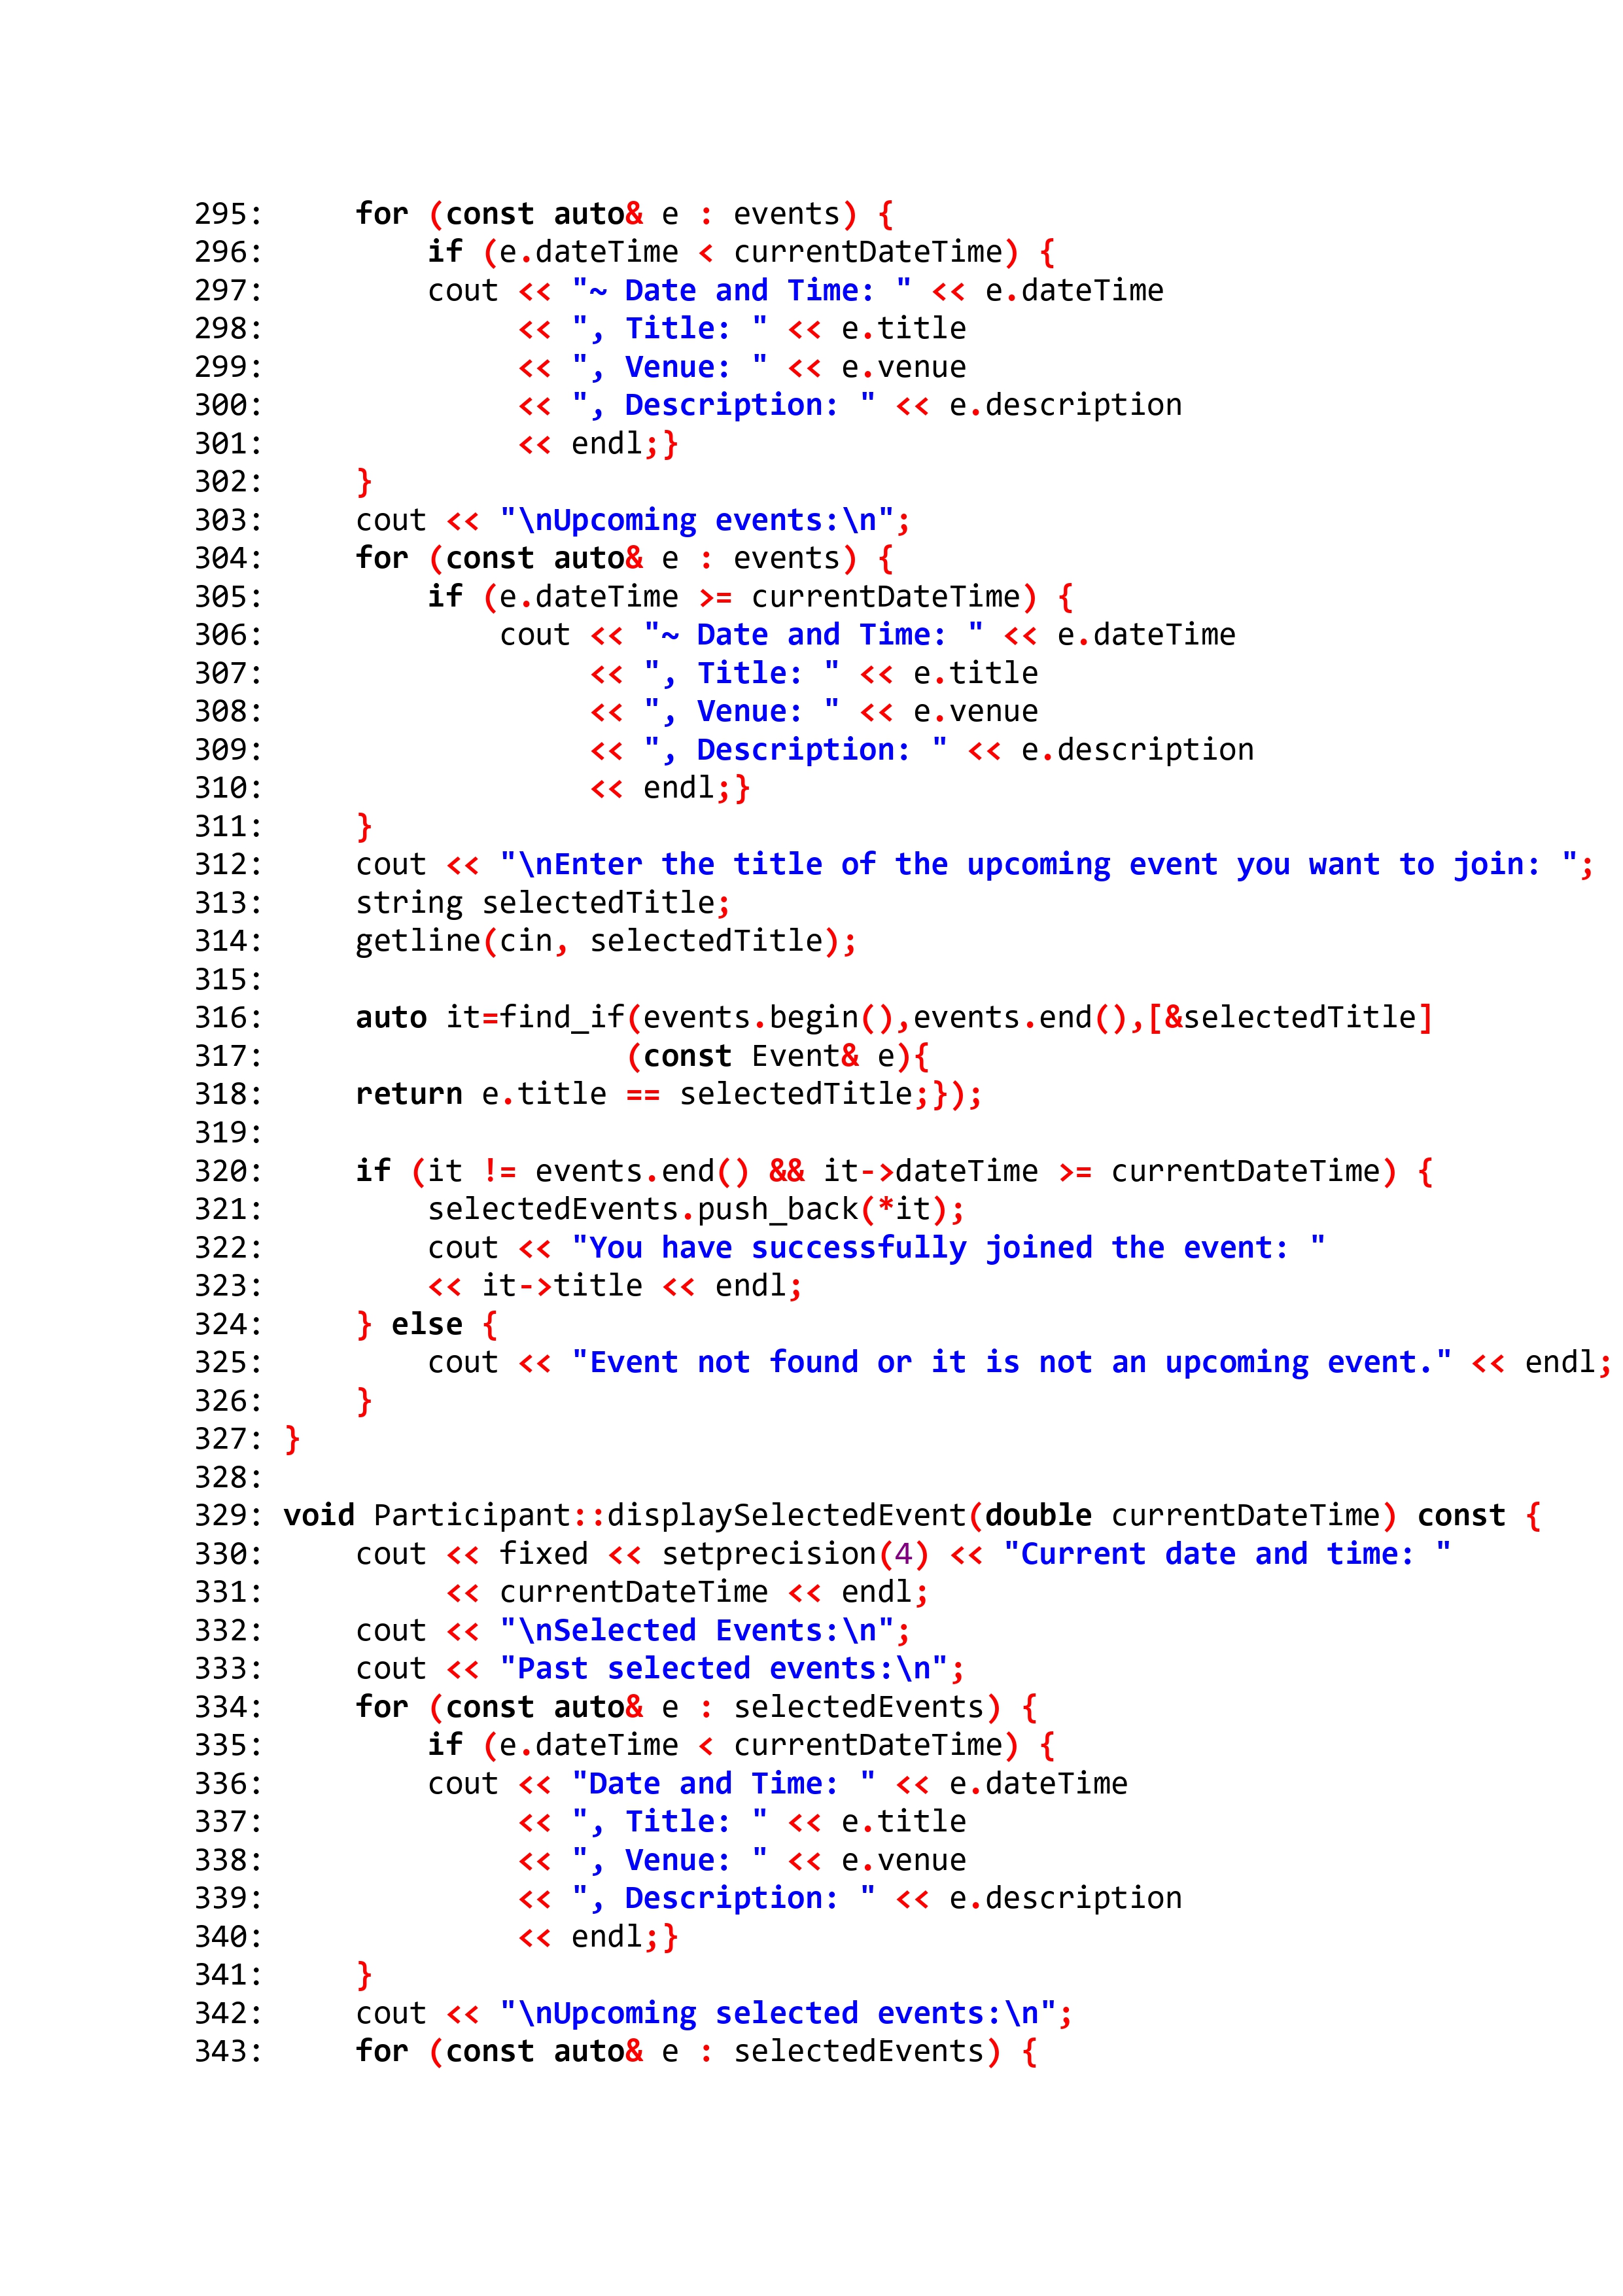 295:     for (const auto& e : events) {
296:         if (e.dateTime < currentDateTime) {
297:         cout << "~ Date and Time: " << e.dateTime
298:              << ", Title: " << e.title
299:              << ", Venue: " << e.venue
300:              << ", Description: " << e.description
301:              << endl;}
302:     }
303:     cout << "\nUpcoming events:\n";
304:     for (const auto& e : events) {
305:         if (e.dateTime >= currentDateTime) {
306:             cout << "~ Date and Time: " << e.dateTime
307:                  << ", Title: " << e.title
308:                  << ", Venue: " << e.venue
309:                  << ", Description: " << e.description
310:                  << endl;}
311:     }
312:     cout << "\nEnter the title of the upcoming event you want to join: ";
313:     string selectedTitle;
314:     getline(cin, selectedTitle);
315:
316:     auto it=find_if(events.begin(),events.end(),[&selectedTitle]
317:                    (const Event& e){
318:     return e.title == selectedTitle;});
319:
320:     if (it != events.end() && it->dateTime >= currentDateTime) {
321:         selectedEvents.push_back(*it);
322:         cout << "You have successfully joined the event: "
323:         << it->title << endl;
324:     } else {
325:         cout << "Event not found or it is not an upcoming event." << endl;
326:     }
327: }
328:
329: void Participant::displaySelectedEvent(double currentDateTime) const {
330:     cout << fixed << setprecision(4) << "Current date and time: "
331:          << currentDateTime << endl;
332:     cout << "\nSelected Events:\n";
333:     cout << "Past selected events:\n";
334:     for (const auto& e : selectedEvents) {
335:         if (e.dateTime < currentDateTime) {
336:         cout << "Date and Time: " << e.dateTime
337:              << ", Title: " << e.title
338:              << ", Venue: " << e.venue
339:              << ", Description: " << e.description
340:              << endl;}
341:     }
342:     cout << "\nUpcoming selected events:\n";
343:     for (const auto& e : selectedEvents) {